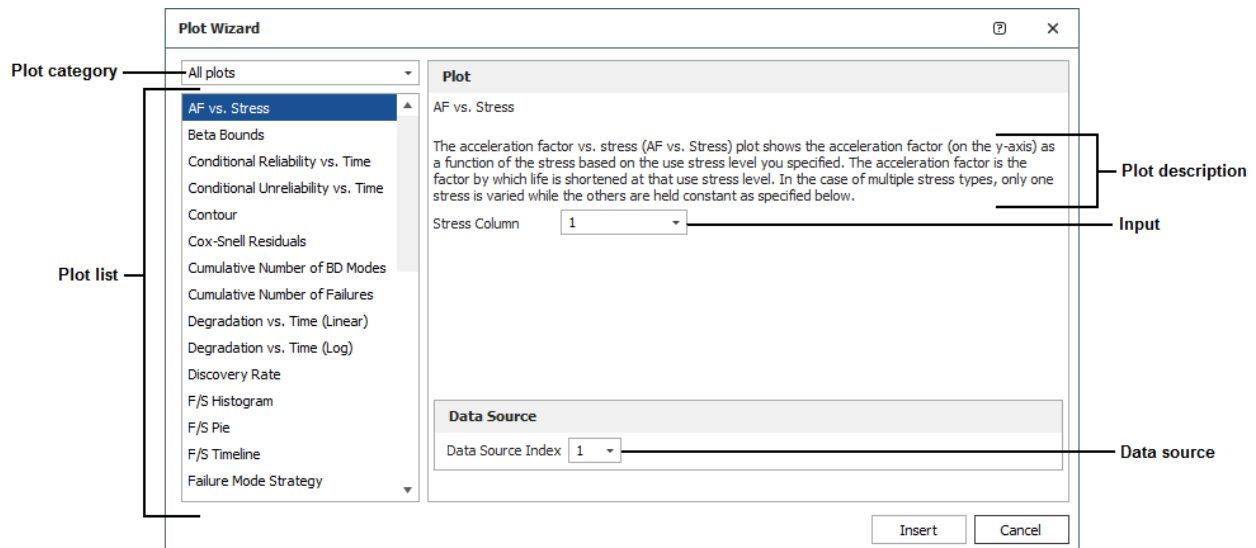 Plot Wizard
Plot category
All plots
Plot list
AF vs. Stress
Beta Bounds
Conditional Reliability vs. Time
Conditional Unreliability vs. Time
Contour
Cox-Snell Residuals
Cumulative Number of BD Modes
Cumulative Number of Failures
Degradation vs. Time (Linear)
Degradation vs. Time (Log)
Discovery Rate
F/S Histogram
F/S Pie
F/S Timeline
Failure Mode Strategy
Plot
AF vs. Stress
The acceleration factor vs. stress (AF vs. Stress) plot shows the acceleration factor (on the y-axis) as
a function of the stress based on the use stress level you specified. The acceleration factor is the
factor by which life is shortened at that use stress level. In the case of multiple stress types, only one
stress is varied while the others are held constant as specified below.
Plot description
Stress Column 1
Input
Data Source
Data Source Index 1
Data source
Insert Cancel